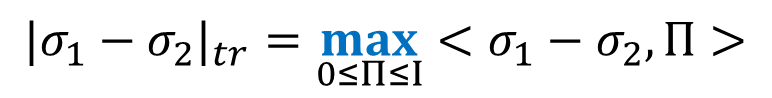 |σ₁ − σ₂|ₜᵣ = max < σ₁ − σ₂, Π >
0≤Π≤I